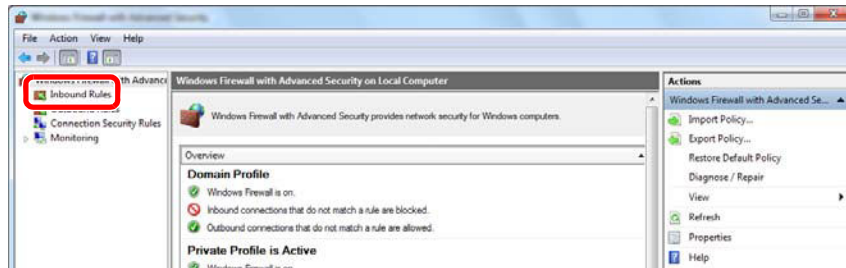 File Action View Help
Windows Firewall with Advanced Security on Local Computer
Inbound Rules
Connection Security Rules
Monitoring
Windows Firewall with Advanced Security provides network security for Windows computers.
Overview
Domain Profile
Windows Firewall is on.
Inbound connections that do not match a rule are blocked.
Outbound connections that do not match a rule are allowed.
Private Profile is Active
Actions
Windows Firewall with Advanced Se...
Import Policy...
Export Policy...
Restore Default Policy
Diagnose / Repair
View
Refresh
Properties
Help